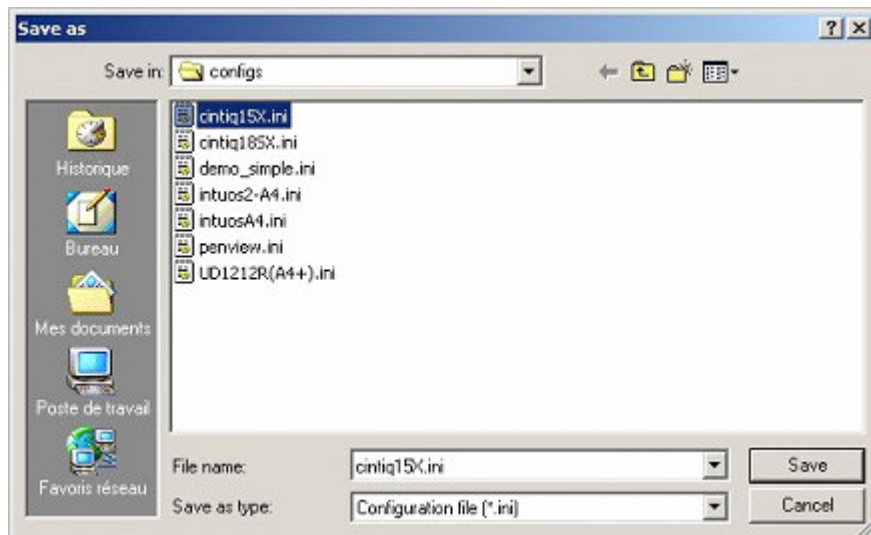 Save as
Save in: configs
Historique
Bureau
Mes documents
Poste de travail
Favoris réseau
cintiq15X.ini
cintiq18SX.ini
demo_simple.ini
intuos2-A4.ini
intuosA4.ini
penview.ini
UD1212R(A4+).ini
File name: cintiq15X.ini Save
Save as type: Configuration file (*.ini) Cancel